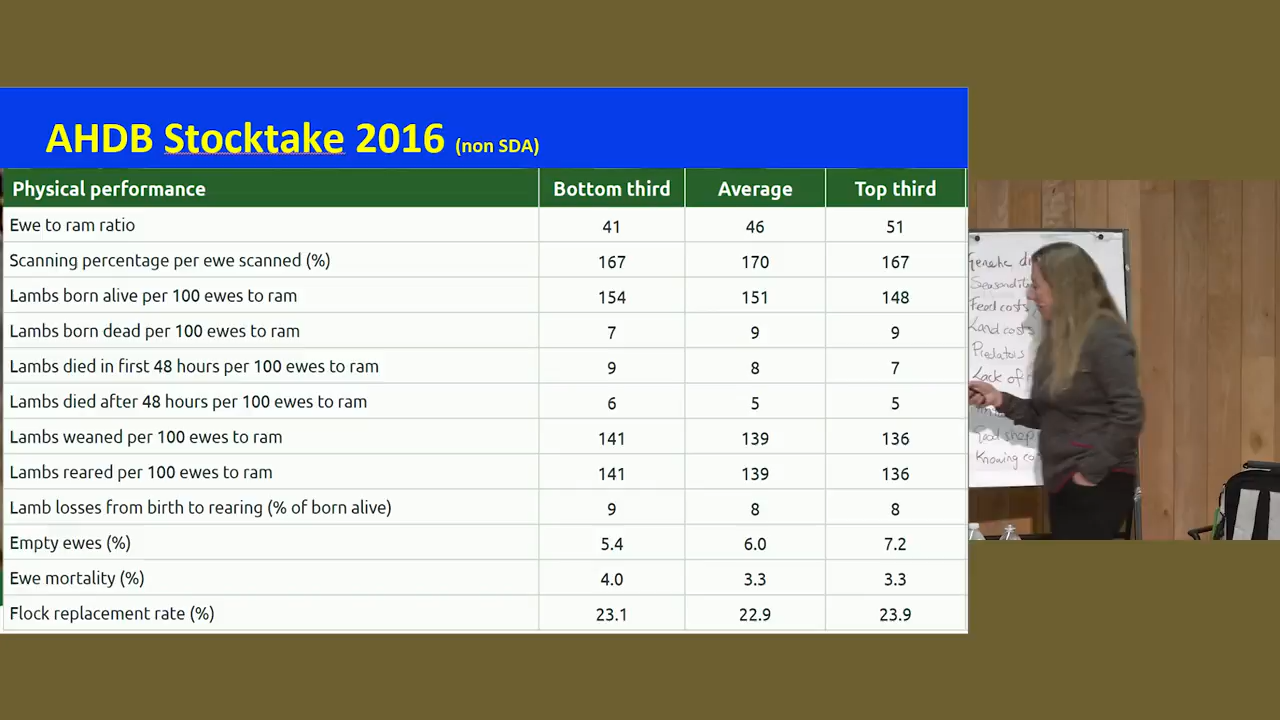 AHDB Stocktake 2016 (non SDA)
Physical performance Bottom third Average Top third
Ewe to ram ratio 41 46 51
Scanning percentage per ewe scanned (%) 167 170 167
Lambs born alive per 100 ewes to ram 154 151 148
Lambs born dead per 100 ewes to ram 7 9 9
Lambs died in first 48 hours per 100 ewes to ram 9 8 7
Lambs died after 48 hours per 100 ewes to ram 6 5 5
Lambs weaned per 100 ewes to ram 141 139 136
Lambs reared per 100 ewes to ram 141 139 136
Lamb losses from birth to rearing (% of born alive) 9 8 8
Empty ewes (%) 5.4 6.0 7.2
Ewe mortality (%) 4.0 3.3 3.3
Flock replacement rate (%) 23.1 22.9 23.9
Genetic
Feed costs
Land costs
Predators
Lack of
Food shop
Knowing